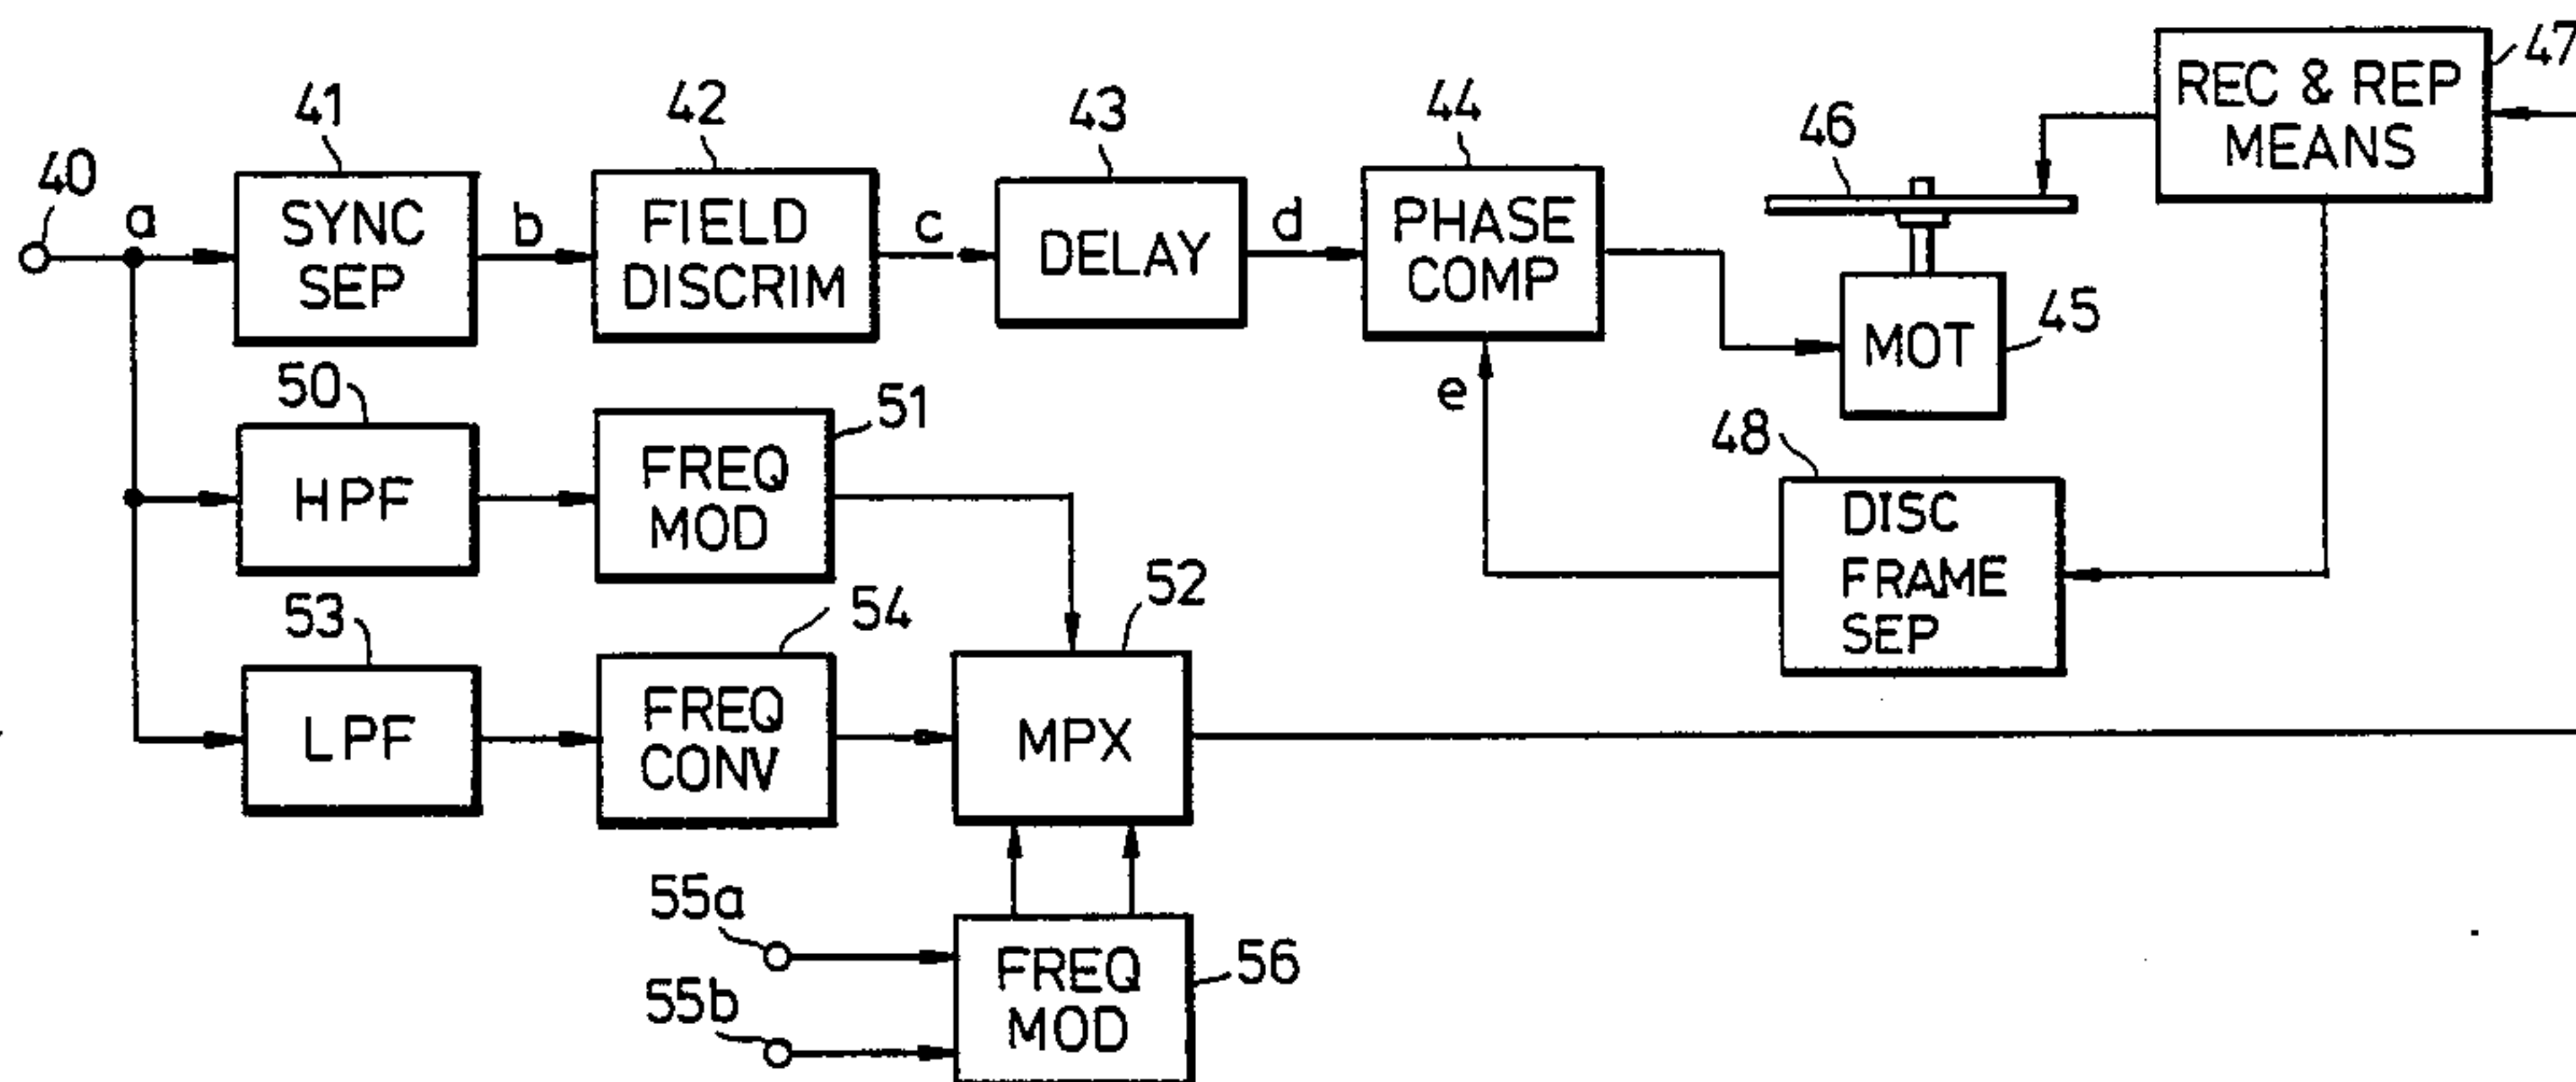 40
a
41
SYNC
SEP
b
42
FIELD
DISCRIM
c
43
DELAY
d
44
PHASE
COMP
e
46
MOT
45
REC & REP
MEANS
47
48
DISC
FRAME
SEP
50
HPF
51
FREQ
MOD
53
LPF
54
FREQ
CONV
52
MPX
55a
55b
FREQ
MOD
56